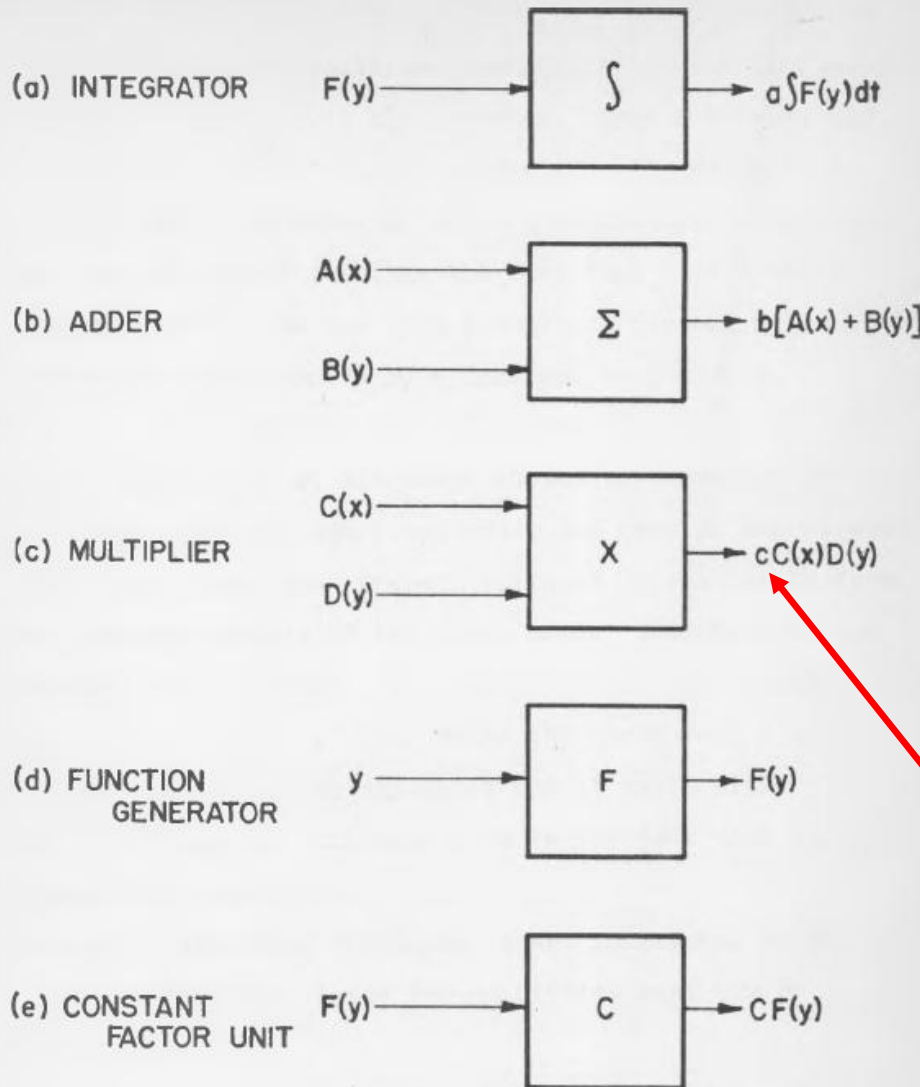 (a) INTEGRATOR F(y) ∫ a∫F(y)dt
A(x)
(b) ADDER Σ b[A(x) + B(y)]
B(y)
C(x)
(c) MULTIPLIER X cC(x)D(y)
D(y)
(d) FUNCTION y F F(y)
GENERATOR
(e) CONSTANT F(y) C CF(y)
FACTOR UNIT